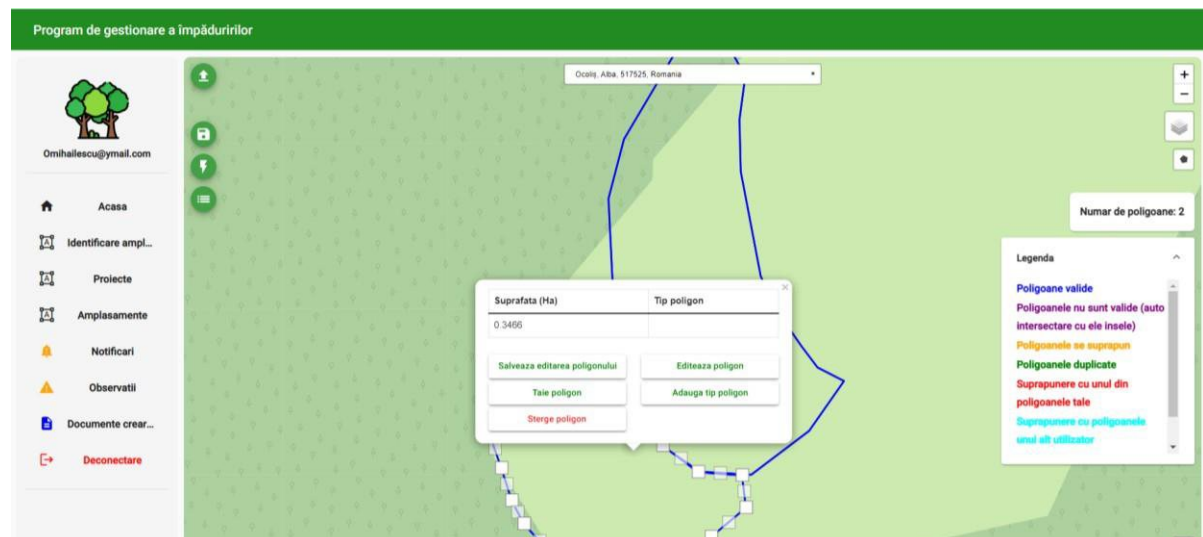 Program de gestionare a împăduririlor
Omihailescu@ymail.com
Acasa
Identificare ampl...
Proiecte
Amplasamente
Notificari
Observatii
Documente crear...
Deconectare
Ocoliș, Alba, 517525, Romania
+
−
Numar de poligoane: 2
Legenda
Poligoane valide
Poligoanele nu sunt valide (auto
intersectare cu ele insele)
Poligoanele se suprapun
Poligoanele duplicate
Suprapunere cu unul din
poligoanele tale
Suprapunere cu poligoanele
unui alt utilizator
×
Suprafata (Ha) Tip poligon
0.3466
Salveaza editarea poligonului Editeaza poligon
Taie poligon Adauga tip poligon
Sterge poligon